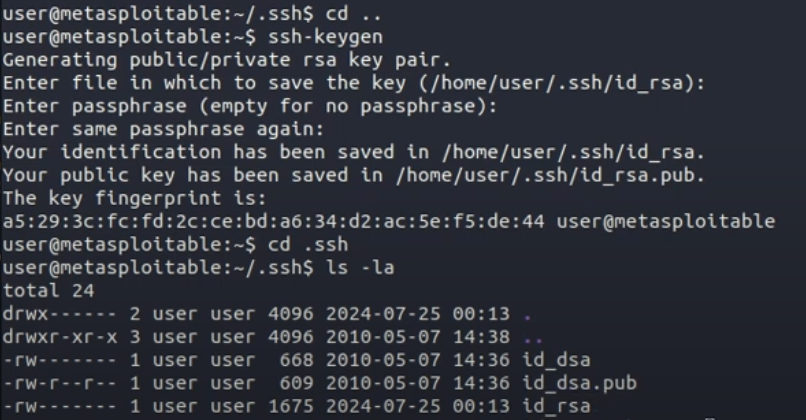 user@metasploitable:~/.ssh$ cd ..
user@metasploitable:~$ ssh-keygen
Generating public/private rsa key pair.
Enter file in which to save the key (/home/user/.ssh/id_rsa):
Enter passphrase (empty for no passphrase):
Enter same passphrase again:
Your identification has been saved in /home/user/.ssh/id_rsa.
Your public key has been saved in /home/user/.ssh/id_rsa.pub.
The key fingerprint is:
a5:29:3c:fc:fd:2c:ce:bd:a6:34:d2:ac:5e:f5:de:44 user@metasploitable
user@metasploitable:~$ cd .ssh
user@metasploitable:~/.ssh$ ls -la
total 24
drwx------ 2 user user 4096 2024-07-25 00:13 .
drwxr-xr-x 3 user user 4096 2010-05-07 14:38 ..
-rw------- 1 user user  668 2010-05-07 14:36 id_dsa
-rw-r--r-- 1 user user  609 2010-05-07 14:36 id_dsa.pub
-rw------- 1 user user 1675 2024-07-25 00:13 id_rsa